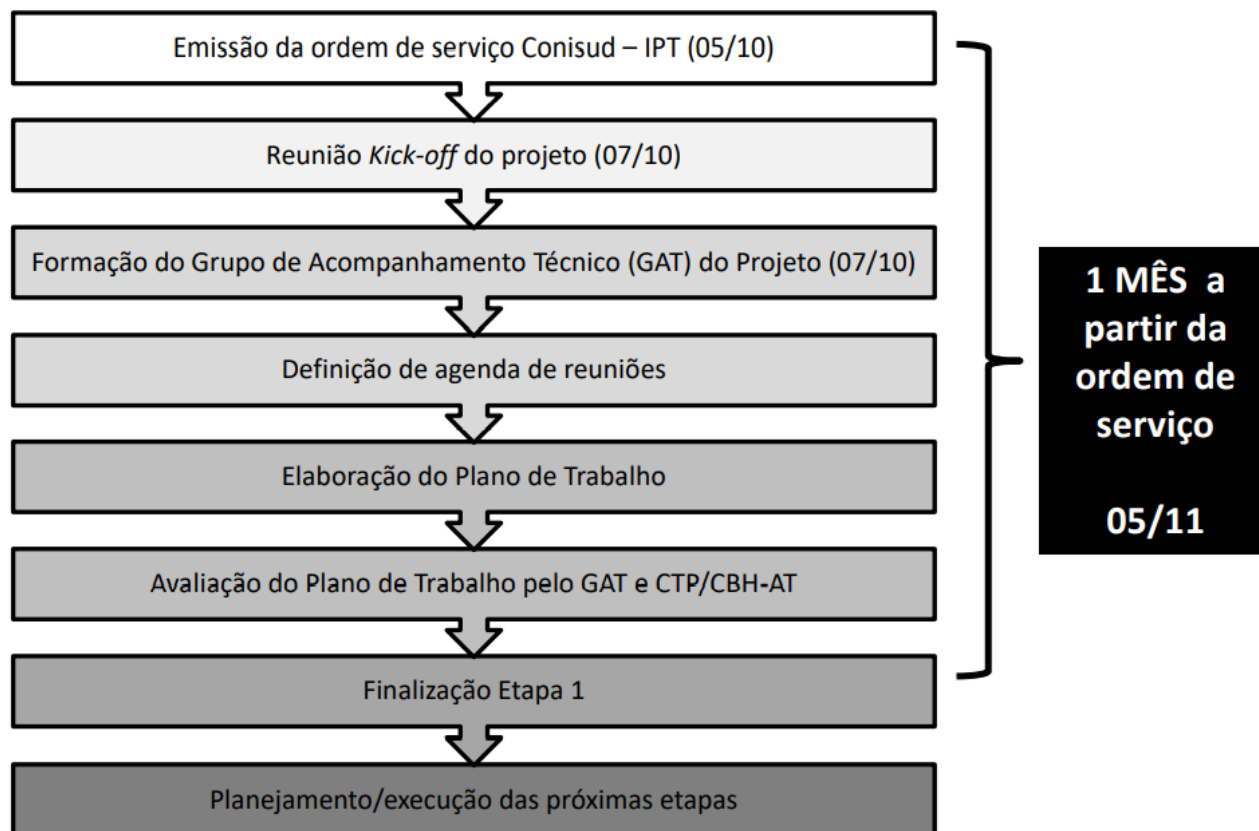 Emissão da ordem de serviço Conisud – IPT (05/10)
Reunião Kick-off do projeto (07/10)
Formação do Grupo de Acompanhamento Técnico (GAT) do Projeto (07/10)
Definição de agenda de reuniões
Elaboração do Plano de Trabalho
Avaliação do Plano de Trabalho pelo GAT e CTP/CBH-AT
Finalização Etapa 1
Planejamento/execução das próximas etapas
1 MÊS a
partir da
ordem de
serviço
05/11